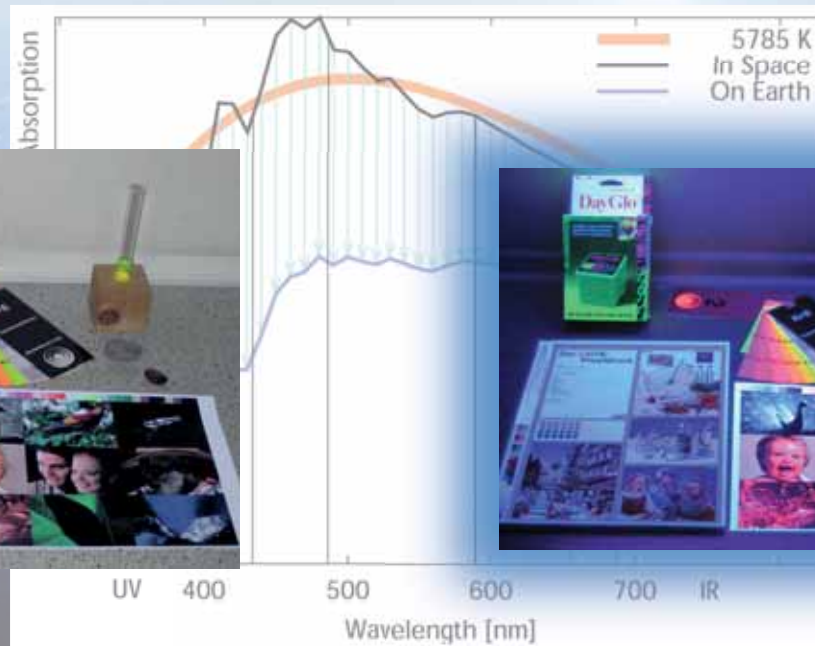 5785 K
In Space
On Earth
Absorption
DayGlo
UV 400 500 600 700 IR
Wavelength [nm]